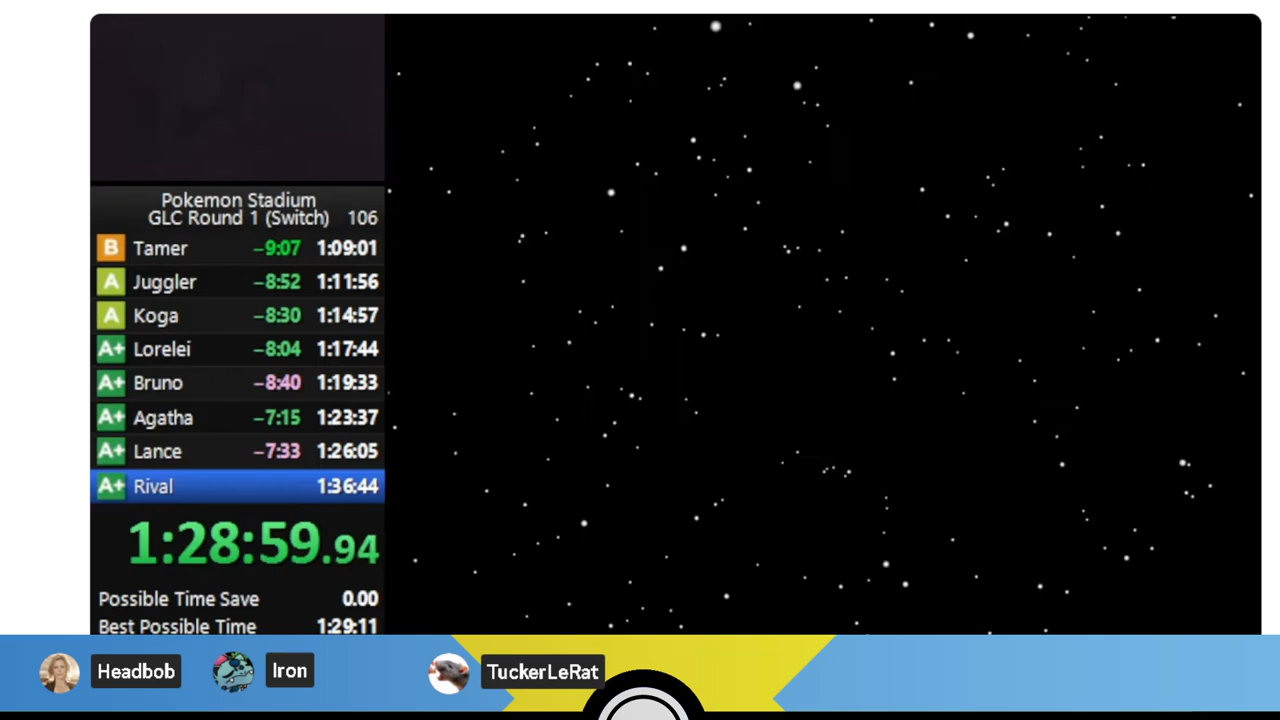 Pokemon Stadium
GLC Round 1 (Switch) 106
B Tamer -9:07 1:09:01
A Juggler -8:52 1:11:56
A Koga -8:30 1:14:57
A+ Lorelei -8:04 1:17:44
A+ Bruno -8:40 1:19:33
A+ Agatha -7:15 1:23:37
A+ Lance -7:33 1:26:05
A+ Rival 1:36:44
1:28:59.94
Possible Time Save 0.00
Best Possible Time 1:29:11
Headbob Iron TuckerLeRat